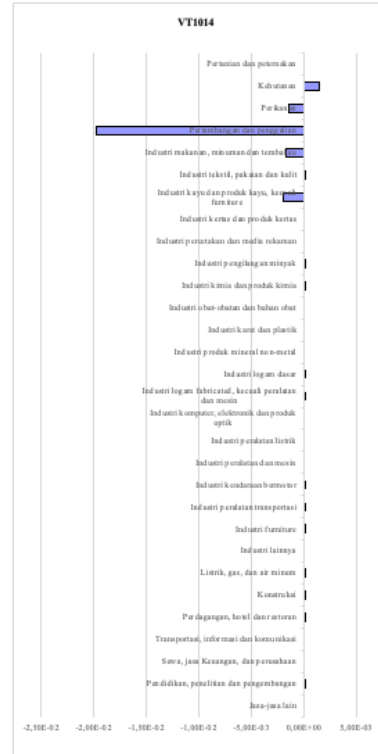 VT1014
Pertanian dan peternakan
Kehutanan
Perikanan
Pertambangan dan penggalian
Industri makanan, minuman dan tembakau
Industri tekstil, pakaian dan kulit
Industri kayu dan produk kayu, kecuali
furniture
Industri kertas dan produk kertas
Industri percetakan dan media rekaman
Industri pengilangan minyak
Industri kimia dan produk kimia
Industri obat-obatan dan bahan obat
Industri karet dan plastik
Industri produk mineral non-metal
Industri logam dasar
Industri logam fabricated, kecuali peralatan
dan mesin
Industri komputer, elektronik dan produk
optik
Industri peralatan listrik
Industri peralatan dan mesin
Industri kendaraan bermotor
Industri peralatan transportasi
Industri furniture
Industri lainnya
Listrik, gas, dan air minum
Konstruksi
Perdagangan, hotel dan restoran
Transportasi, informasi dan komunikasi
Sewa, jasa Keuangan, dan perusahaan
Pendidikan, penelitian dan pengembangan
Jasa-jasa lain
-2,50E-02 -2,00E-02 -1,50E-02 -1,00E-02 -5,00E-03 0,00E+00 5,00E-03